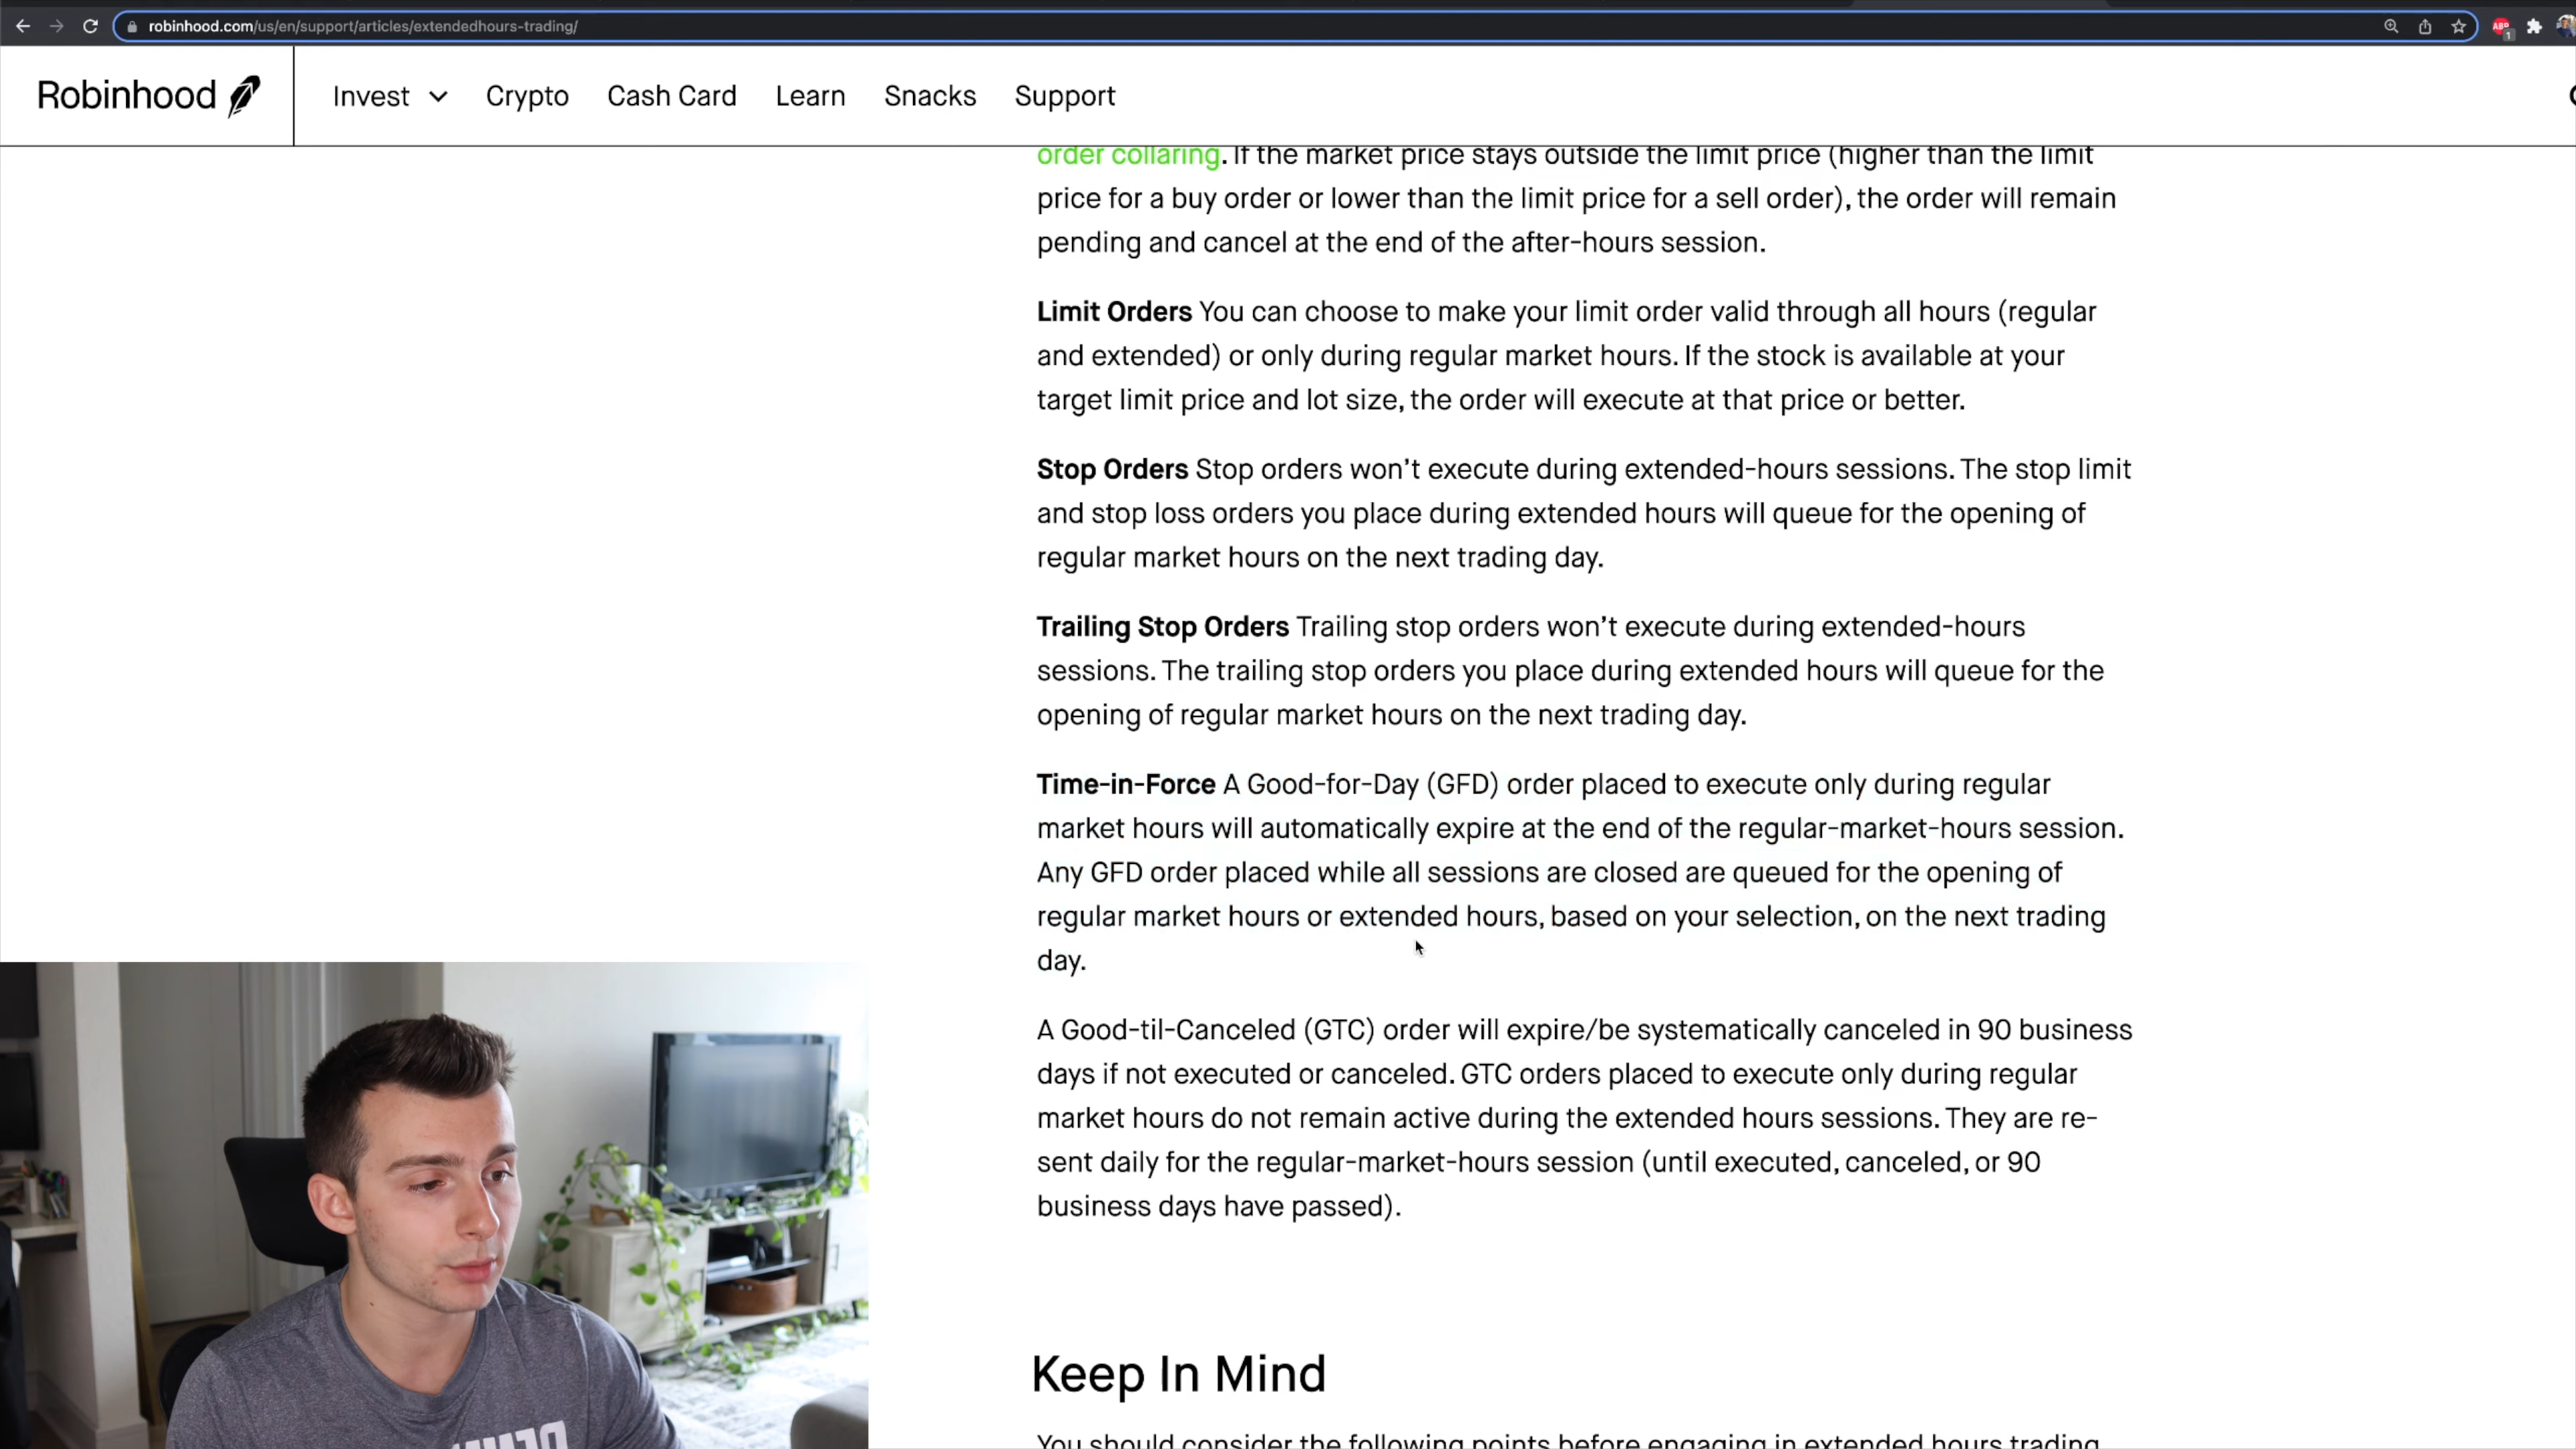 robinhood.com/us/en/support/articles/extendedhours-trading/
ABP
1
Robinhood
Invest
Crypto
Cash Card
Learn
Snacks
Support
order collaring. If the market price stays outside the limit price (higher than the limit
price for a buy order or lower than the limit price for a sell order), the order will remain
pending and cancel at the end of the after-hours session.
Limit Orders You can choose to make your limit order valid through all hours (regular
and extended) or only during regular market hours. If the stock is available at your
target limit price and lot size, the order will execute at that price or better.
Stop Orders Stop orders won't execute during extended-hours sessions. The stop limit
and stop loss orders you place during extended hours will queue for the opening of
regular market hours on the next trading day.
Trailing Stop Orders Trailing stop orders won't execute during extended-hours
sessions. The trailing stop orders you place during extended hours will queue for the
opening of regular market hours on the next trading day.
Time-in-Force A Good-for-Day (GFD) order placed to execute only during regular
market hours will automatically expire at the end of the regular-market-hours session.
Any GFD order placed while all sessions are closed are queued for the opening of
regular market hours or extended hours, based on your selection, on the next trading
day.
A Good-til-Canceled (GTC) order will expire/be systematically canceled in 90 business
days if not executed or canceled. GTC orders placed to execute only during regular
market hours do not remain active during the extended hours sessions. They are re-
sent daily for the regular-market-hours session (until executed, canceled, or 90
business days have passed).
Keep In Mind
You should consider the following points before engaging in extended hours trading